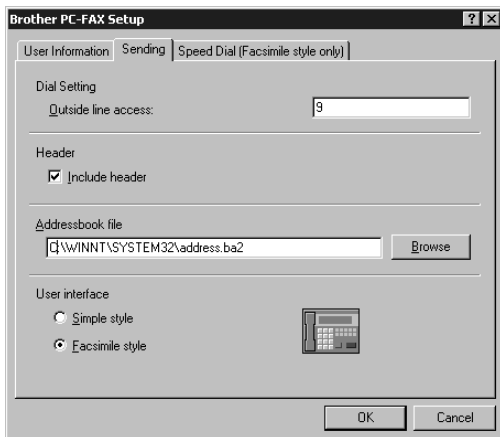 Brother PC-FAX Setup
User Information Sending Speed Dial (Facsimile style only)
Dial Setting
Outside line access: 9
Header
Include header
Addressbook file
C:\WINNT\SYSTEM32\address.ba2 Browse
User interface
Simple style
Facsimile style
OK Cancel